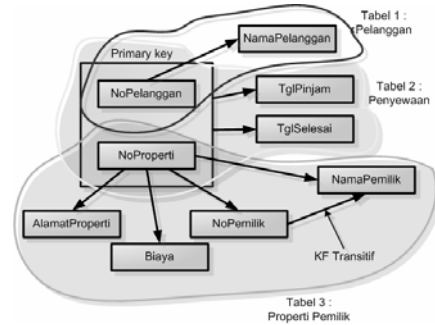 Tabel 1 :
Pelanggan
NamaPelanggan
Primary key
NoPelanggan
TglPinjam
Tabel 2 :
Penyewaan
TglSelesai
NoProperti
NamaPemilik
AlamatProperti
NoPemilik
Biaya
KF Transitif
Tabel 3 :
Properti Pemilik